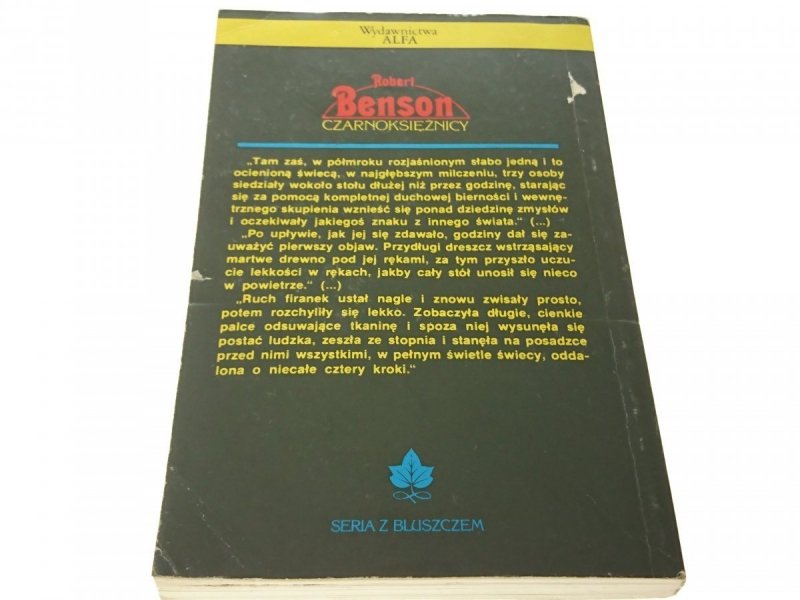 Wydawnictwa
ALFA
Robert
Benson
CZARNOKSIĘŻNICY
„Tam zaś, w półmroku rozjaśnionym słabo jedną i to
ocienioną świecą, w najgłębszym milczeniu, trzy osoby
siedziały wokoło stołu dłużej niż przez godzinę, starając
się za pomocą kompletnej duchowej bierności i wewnę-
trznego skupienia wznieść się ponad dziedzinę zmysłów
i oczekiwały jakiegoś znaku z innego świata.“ (...)
„Po upływie, jak jej się zdawało, godziny dał się za-
uważyć pierwszy objaw. Przydługi dreszcz wstrząsający
martwe drewno pod jej rękami, za tym przyszło uczu-
cie lekkości w rękach, jakby cały stół unosił się nieco
w powietrze.“ (...)
„Ruch firanek ustał nagle i znowu zwisały prosto,
potem rozchyliły się lekko. Zobaczyła długie, cienkie
palce odsuwające tkaninę i spoza niej wysunęła się
postać ludzka, zeszła ze stopnia i stanęła na posadzce
przed nimi wszystkimi, w pełnym świetle świecy, odda-
lona o niecałe cztery kroki.“
SERIA Z BLUSZCZEM